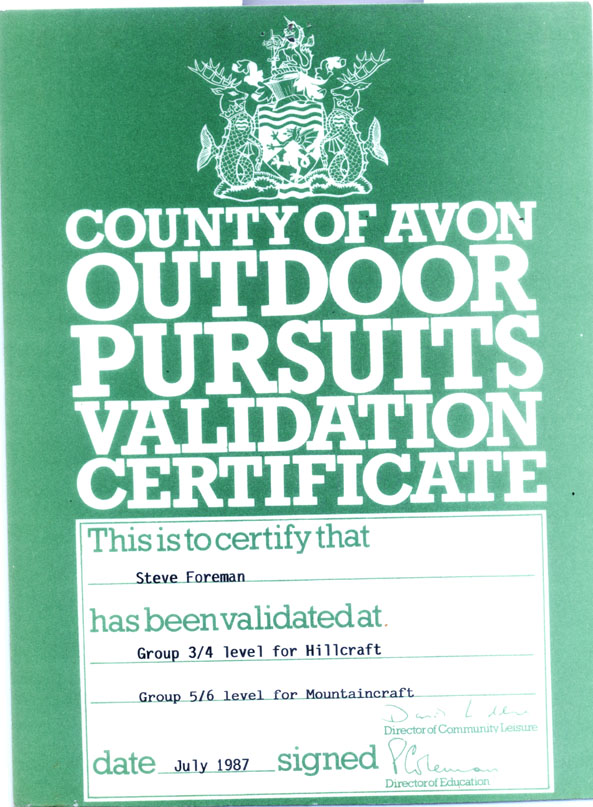 COUNTY OF AVON
OUTDOOR
PURSUITS
VALIDATION
CERTIFICATE
This is to certify that
Steve Foreman
has been validated at.
Group 3/4 level for Hillcraft
Group 5/6 level for Mountaincraft
Director of Community Leisure
date July 1987 signed P Coleman
Director of Education